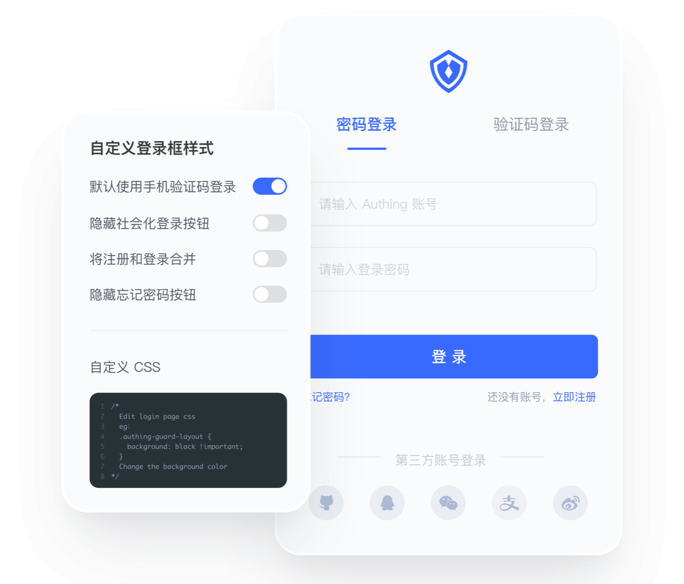 自定义登录框样式
默认使用手机验证码登录
隐藏社会化登录按钮
将注册和登录合并
隐藏忘记密码按钮
自定义 CSS
1 /*
2 Edit login page css
3 eg:
4 .authing-guard-layout {
5 background: black !important;
6 }
7 Change the background color
8 */
密码登录 验证码登录
请输入 Authing 账号
请输入登录密码
登 录
记密码? 还没有账号，立即注册
第三方账号登录
支